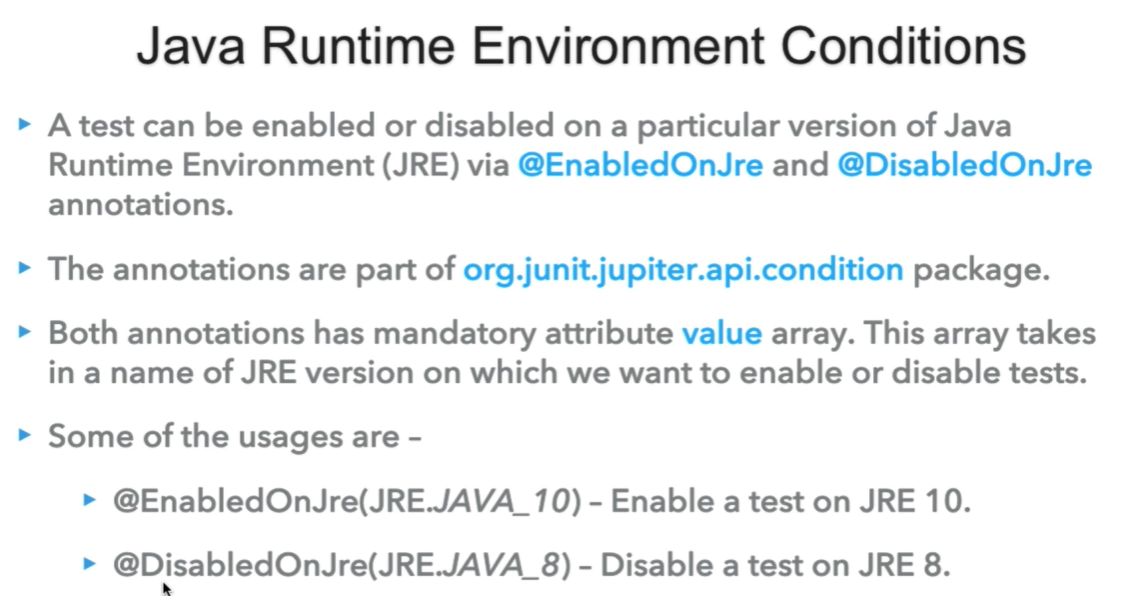 Java Runtime Environment Conditions
A test can be enabled or disabled on a particular version of Java
Runtime Environment (JRE) via @EnabledOnJre and @DisabledOnJre
annotations.
The annotations are part of org.junit.jupiter.api.condition package.
Both annotations has mandatory attribute value array. This array takes
in a name of JRE version on which we want to enable or disable tests.
Some of the usages are –
@EnabledOnJre(JRE.JAVA_10) – Enable a test on JRE 10.
@DisabledOnJre(JRE.JAVA_8) – Disable a test on JRE 8.